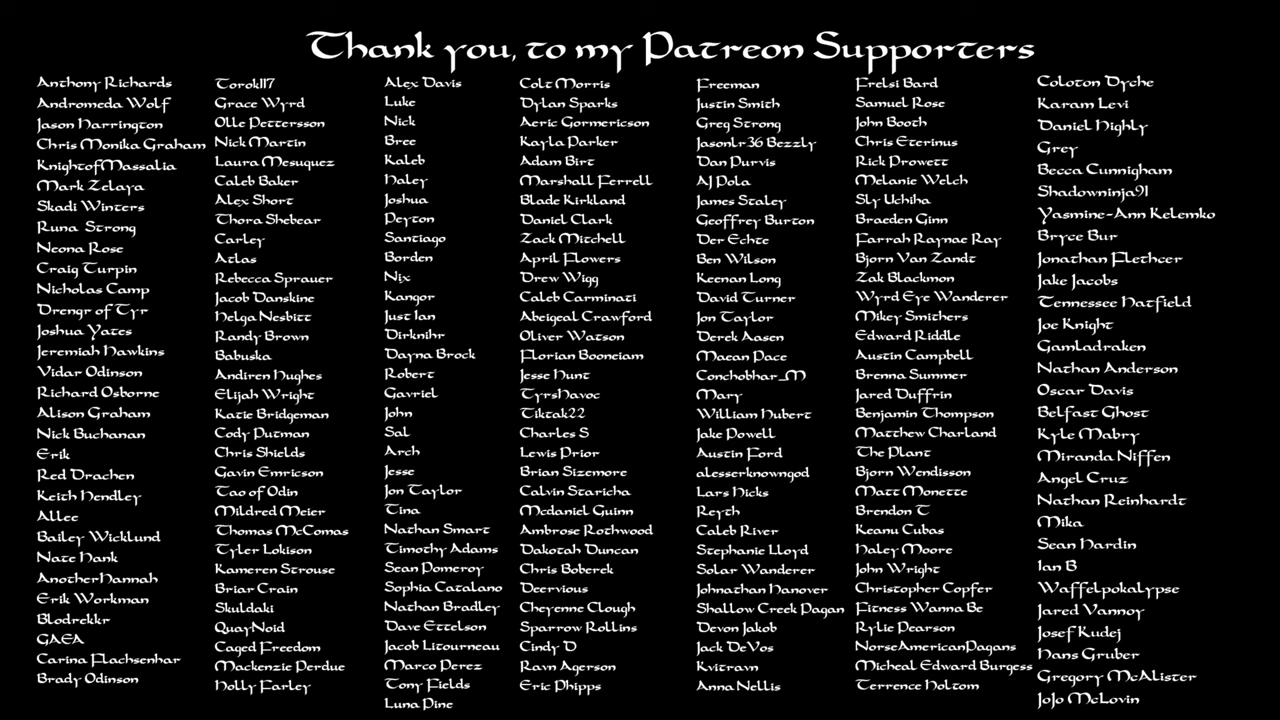 Thank you, to my Patreon Supporters
Anthony Richards
Andromeda Wolf
Jason Harrington
Chris Monika Graham
KnightofMassalia
Mark Zelaya
Skadi Winters
Runa Strong
Neona Rose
Craig Turpin
Nicholas Camp
Drengr of Tyr
Joshua Yates
Jeremiah Hawkins
Vidar Odinson
Richard Osborne
Alison Graham
Nick Buchanan
Erik
Red Drachen
Keith Hendley
Allee
Bailey Wicklund
Nate Hank
AnotherHannah
Erik Workman
Blodrekkr
GAEA
Carina Flachsenhar
Brady Odinson
Torok117
Grace Wyrd
Olle Pettersson
Nick Martin
Laura Mesuquez
Caleb Baker
Alex Short
Thora Shebear
Carley
Atlas
Rebecca Sprauer
Jacob Danskine
Helga Nesbitt
Randy Brown
Babuska
Andiren Hughes
Elijah Wright
Katie Bridgeman
Cody Putman
Chris Shields
Gavin Emricson
Tao of Odin
Mildred Meier
Thomas McComas
Tyler Lokison
Kameren Strouse
Briar Crain
Skuldaki
QuayNoid
Caged Freedom
Mackenzie Perdue
Holly Farley
Alex Davis
Luke
Nick
Bree
Kaleb
Haley
Joshua
Peyton
Santiago
Borden
Nix
Kangor
Just Ian
Dirknihr
Dayna Brock
Robert
Gavriel
John
Sal
Arch
Jesse
Jon Taylor
Tina
Nathan Smart
Timothy Adams
Sean Pomeroy
Sophia Catalano
Nathan Bradley
Dave Ettelson
Jacob Litourneau
Marco Perez
Tony Fields
Luna Pine
Colt Morris
Dylan Sparks
Aeric Gormericson
Kayla Parker
Adam Birt
Marshall Ferrell
Blade Kirkland
Daniel Clark
Zack Mitchell
April Flowers
Drew Wigg
Caleb Carminati
Abeigeal Crawford
Oliver Watson
Florian Booneiam
Jesse Hunt
TyrsHavoc
Tiktak22
Charles S
Lewis Prior
Brian Sizemore
Calvin Staricha
Mcdaniel Guinn
Ambrose Rothwood
Dakotah Duncan
Chris Boberek
Deervious
Cheyenne Clough
Sparrow Rollins
Cindy D
Ravn Agerson
Eric Phipps
Freeman
Justin Smith
Greg Strong
Jasonlr36 Bezzly
Dan Purvis
AJ Pola
James Staley
Geoffrey Burton
Der Echte
Ben Wilson
Keenan Long
David Turner
Jon Taylor
Derek Aasen
Maean Pace
Conchobhar_M
Mary
William Hubert
Jake Powell
Austin Ford
alesserknowngod
Lars Hicks
Reyth
Caleb River
Stephanie Lloyd
Solar Wanderer
Johnathan Hanover
Shallow Creek Pagan
Devon Jakob
Jack DeVos
Kvitravn
Anna Nellis
Frelsi Bard
Samuel Rose
John Booth
Chris Eterinus
Rick Prowett
Melanie Welch
Sly Uchiha
Braeden Ginn
Farrah Raynae Ray
Bjorn Van Zandt
Zak Blackmon
Wyrd Eye Wanderer
Mikey Smithers
Edward Riddle
Austin Campbell
Brenna Summer
Jared Duffrin
Benjamin Thompson
Matthew Charland
The Plant
Bjorn Wendisson
Matt Monette
Brendon T
Keanu Cubas
Haley Moore
John Wright
Christopher Copfer
Fitness Wanna Be
Rylie Pearson
NorseAmericanPagans
Micheal Edward Burgess
Terrence Holtom
Coloton Dyche
Karam Levi
Daniel Highly
Grey
Becca Cunnigham
Shadowninja91
Yasmine-Ann Kelemko
Bryce Bur
Jonathan Flethcer
Jake Jacobs
Tennessee Hatfield
Joe Knight
Gamladraken
Nathan Anderson
Oscar Davis
Belfast Ghost
Kyle Mabry
Miranda Niffen
Angel Cruz
Nathan Reinhardt
Mika
Sean Hardin
Ian B
Waffelpokalypse
Jared Vannoy
Josef Kudej
Hans Gruber
Gregory McAlister
JoJo McLovin